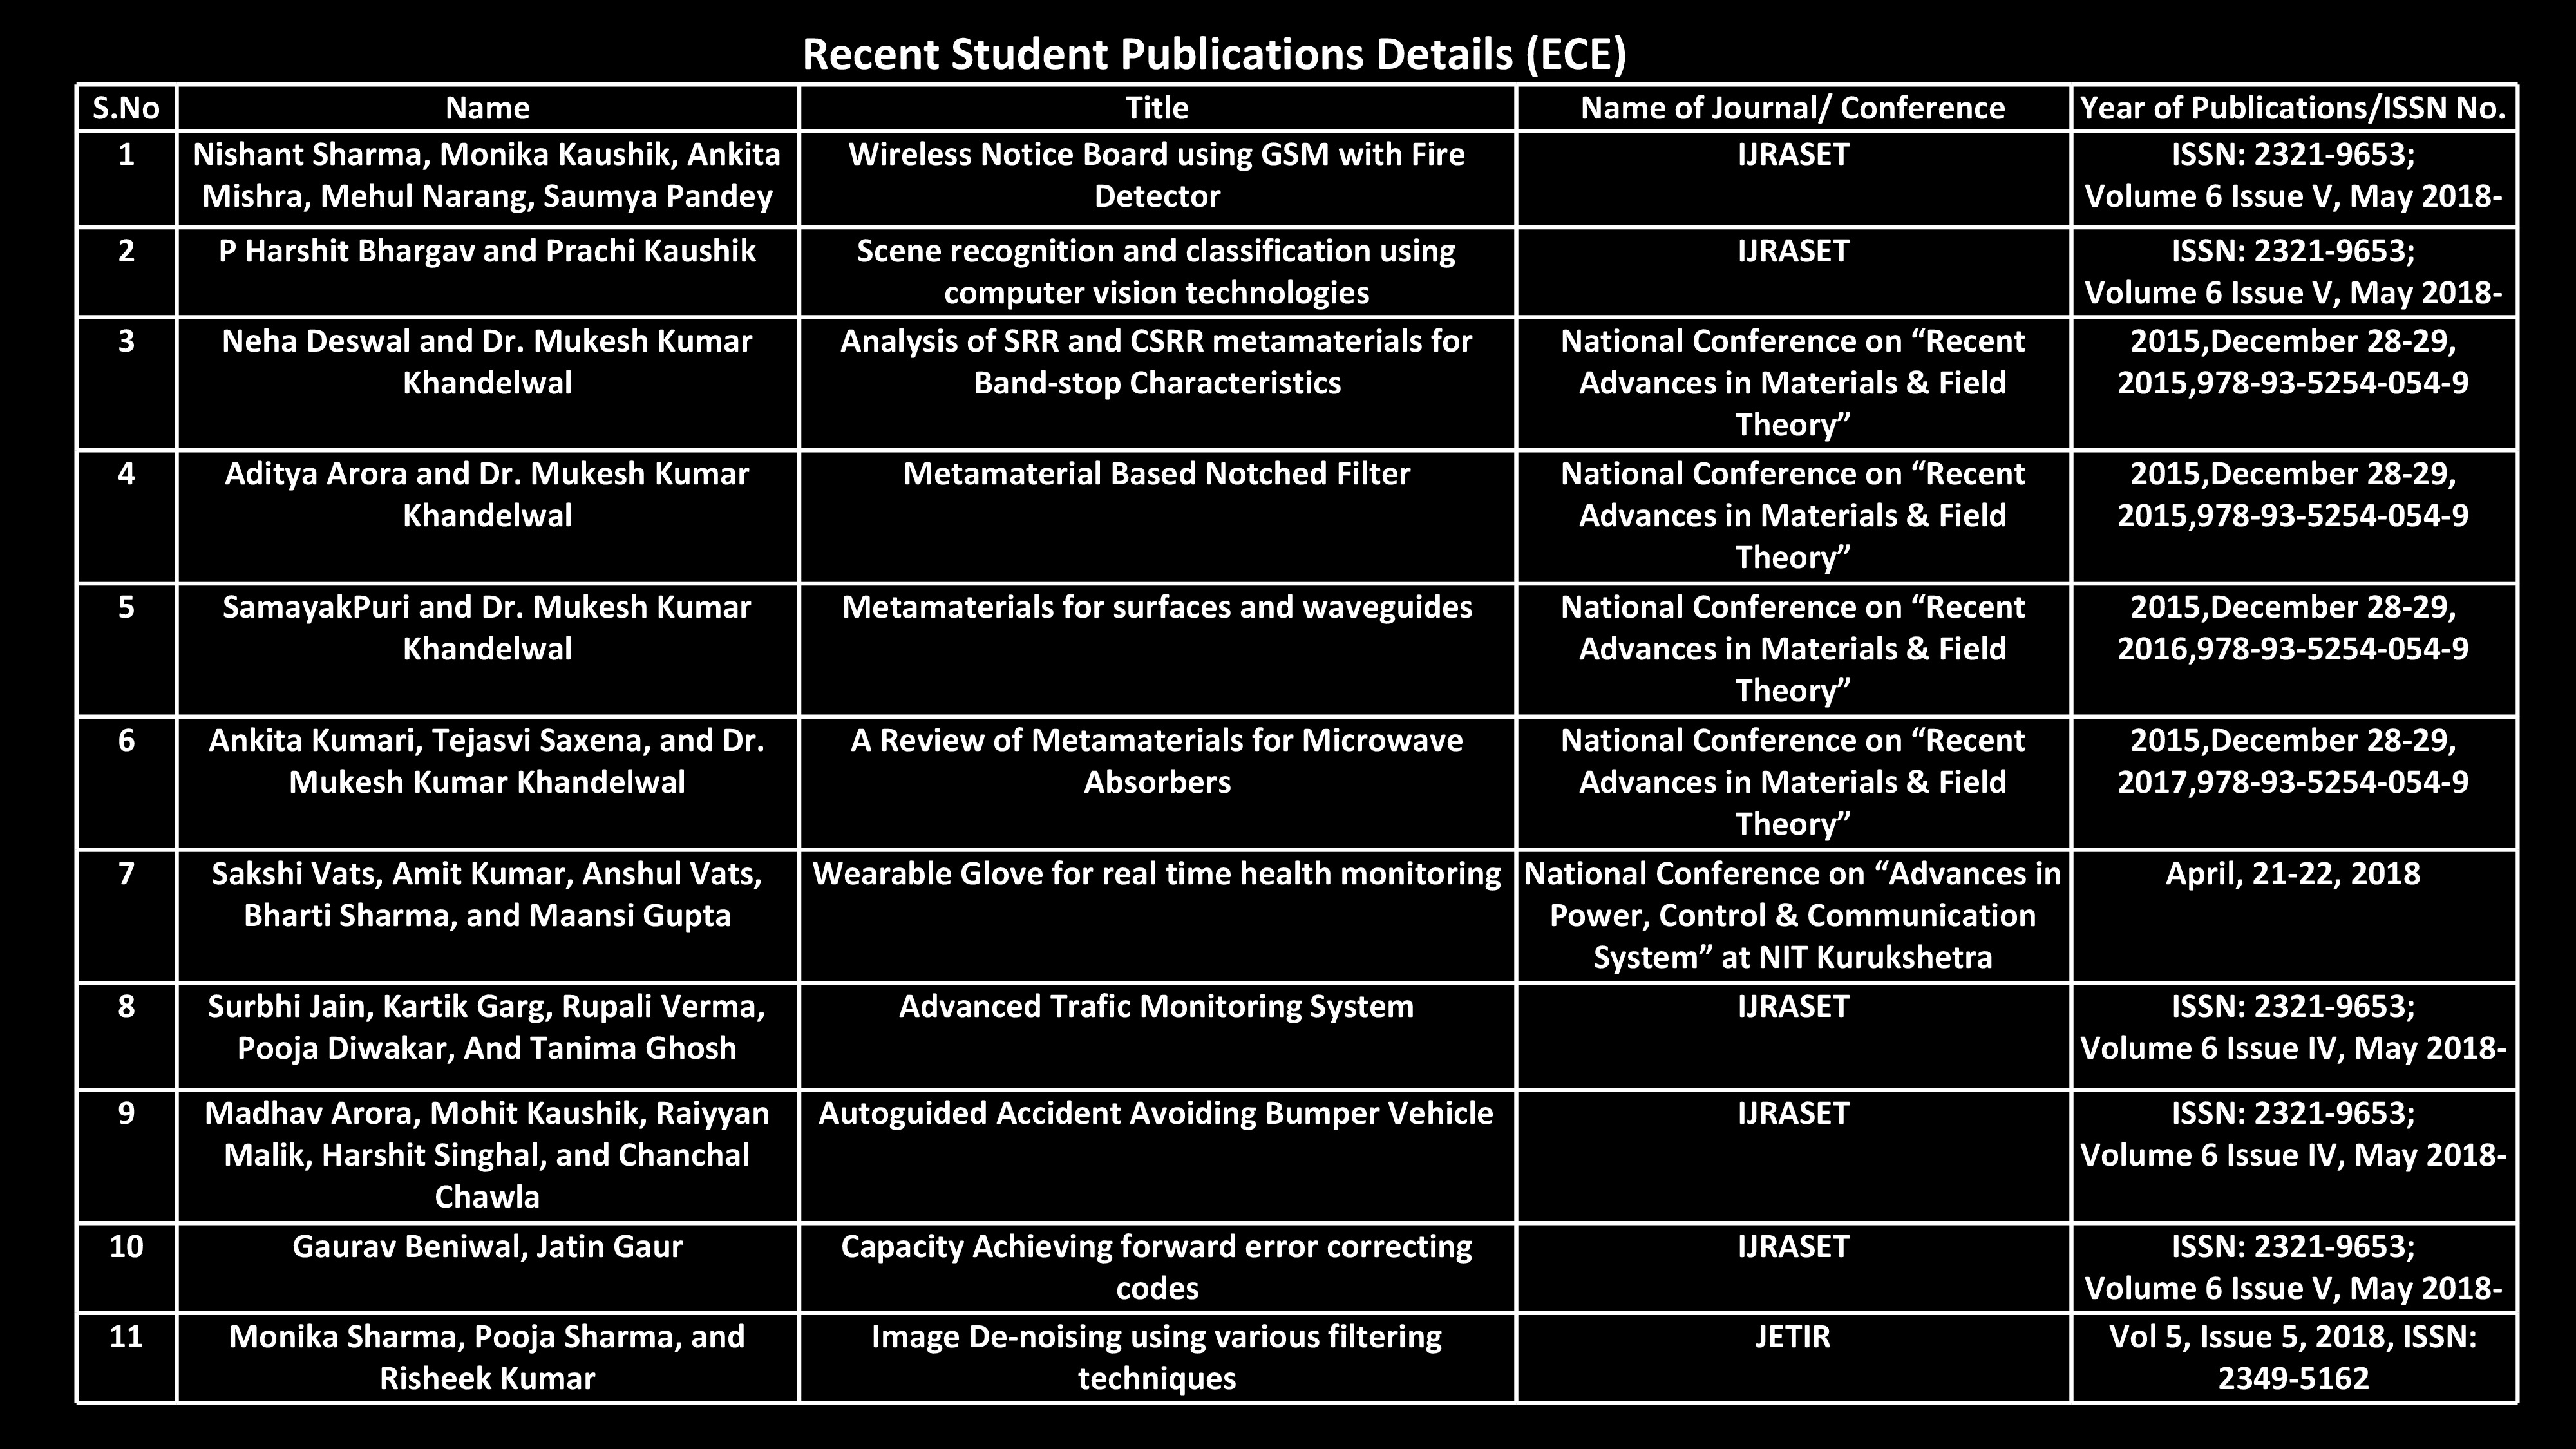 Recent Student Publications Details (ECE)
S.No Name Title Name of Journal/ Conference Year of Publications/ISSN No.
1 Nishant Sharma, Monika Kaushik, Ankita Wireless Notice Board using GSM with Fire IJRASET ISSN: 2321-9653;
Mishra, Mehul Narang, Saumya Pandey Detector Volume 6 Issue V, May 2018-
2 P Harshit Bhargav and Prachi Kaushik Scene recognition and classification using IJRASET ISSN: 2321-9653;
computer vision technologies Volume 6 Issue V, May 2018-
3 Neha Deswal and Dr. Mukesh Kumar Analysis of SRR and CSRR metamaterials for National Conference on “Recent 2015,December 28-29,
Khandelwal Band-stop Characteristics Advances in Materials & Field 2015,978-93-5254-054-9
Theory”
4 Aditya Arora and Dr. Mukesh Kumar Metamaterial Based Notched Filter National Conference on “Recent 2015,December 28-29,
Khandelwal Advances in Materials & Field 2015,978-93-5254-054-9
Theory”
5 SamayakPuri and Dr. Mukesh Kumar Metamaterials for surfaces and waveguides National Conference on “Recent 2015,December 28-29,
Khandelwal Advances in Materials & Field 2016,978-93-5254-054-9
Theory”
6 Ankita Kumari, Tejasvi Saxena, and Dr. A Review of Metamaterials for Microwave National Conference on “Recent 2015,December 28-29,
Mukesh Kumar Khandelwal Absorbers Advances in Materials & Field 2017,978-93-5254-054-9
Theory”
7 Sakshi Vats, Amit Kumar, Anshul Vats, Wearable Glove for real time health monitoring National Conference on “Advances in April, 21-22, 2018
Bharti Sharma, and Maansi Gupta Power, Control & Communication
System” at NIT Kurukshetra
8 Surbhi Jain, Kartik Garg, Rupali Verma, Advanced Trafic Monitoring System IJRASET ISSN: 2321-9653;
Pooja Diwakar, And Tanima Ghosh Volume 6 Issue IV, May 2018-
9 Madhav Arora, Mohit Kaushik, Raiyyan Autoguided Accident Avoiding Bumper Vehicle IJRASET ISSN: 2321-9653;
Malik, Harshit Singhal, and Chanchal Volume 6 Issue IV, May 2018-
Chawla
10 Gaurav Beniwal, Jatin Gaur Capacity Achieving forward error correcting IJRASET ISSN: 2321-9653;
codes Volume 6 Issue V, May 2018-
11 Monika Sharma, Pooja Sharma, and Image De-noising using various filtering JETIR Vol 5, Issue 5, 2018, ISSN:
Risheek Kumar techniques 2349-5162